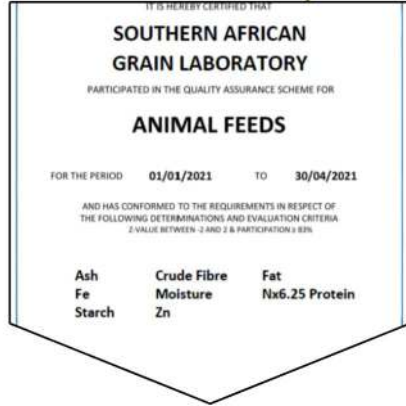 IT IS HEREBY CERTIFIED THAT
SOUTHERN AFRICAN
GRAIN LABORATORY
PARTICIPATED IN THE QUALITY ASSURANCE SCHEME FOR
ANIMAL FEEDS
FOR THE PERIOD 01/01/2021 TO 30/04/2021
AND HAS CONFORMED TO THE REQUIREMENTS IN RESPECT OF
THE FOLLOWING DETERMINATIONS AND EVALUATION CRITERIA
Z-VALUE BETWEEN -2 AND 2 & PARTICIPATION ≥ 83%
Ash Crude Fibre Fat
Fe Moisture Nx6.25 Protein
Starch Zn